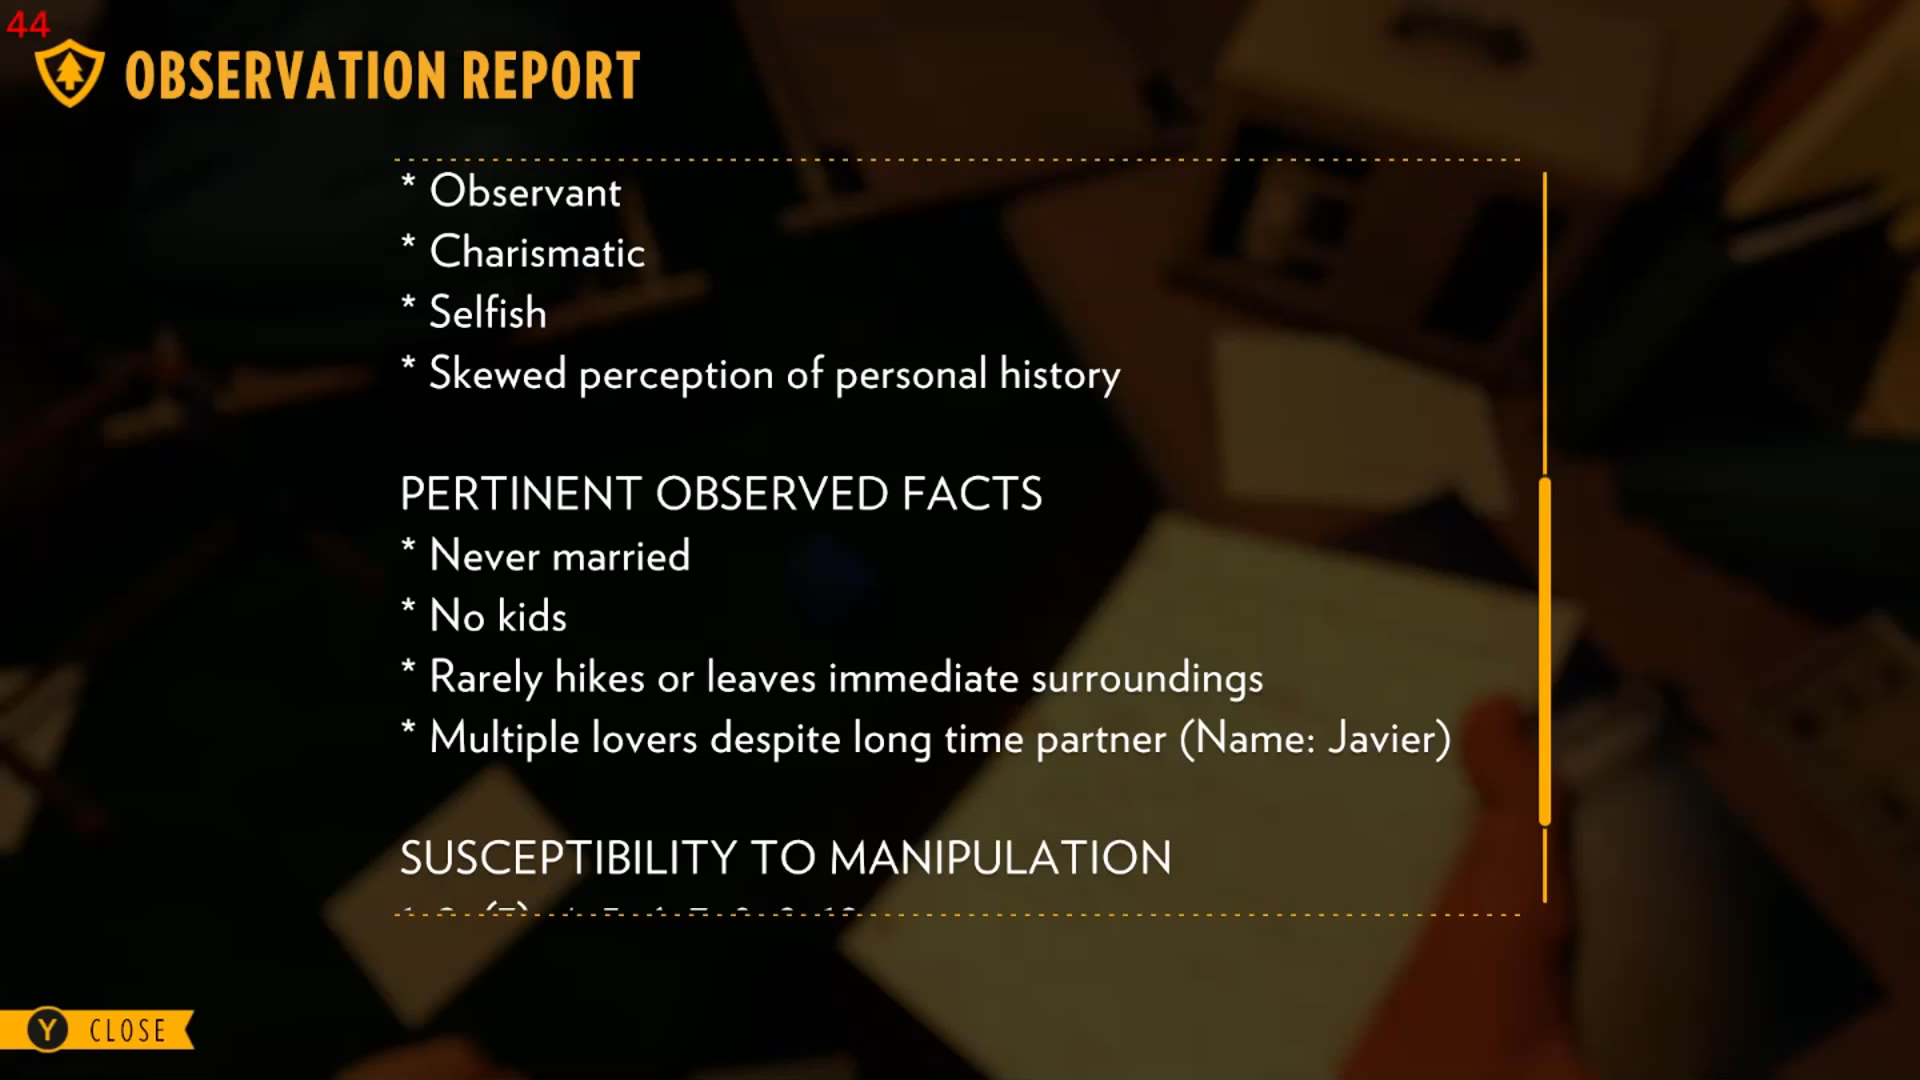 44
OBSERVATION REPORT
* Observant
* Charismatic
* Selfish
* Skewed perception of personal history
PERTINENT OBSERVED FACTS
* Never married
* No kids
* Rarely hikes or leaves immediate surroundings
* Multiple lovers despite long time partner (Name: Javier)
SUSCEPTIBILITY TO MANIPULATION
Y CLOSE